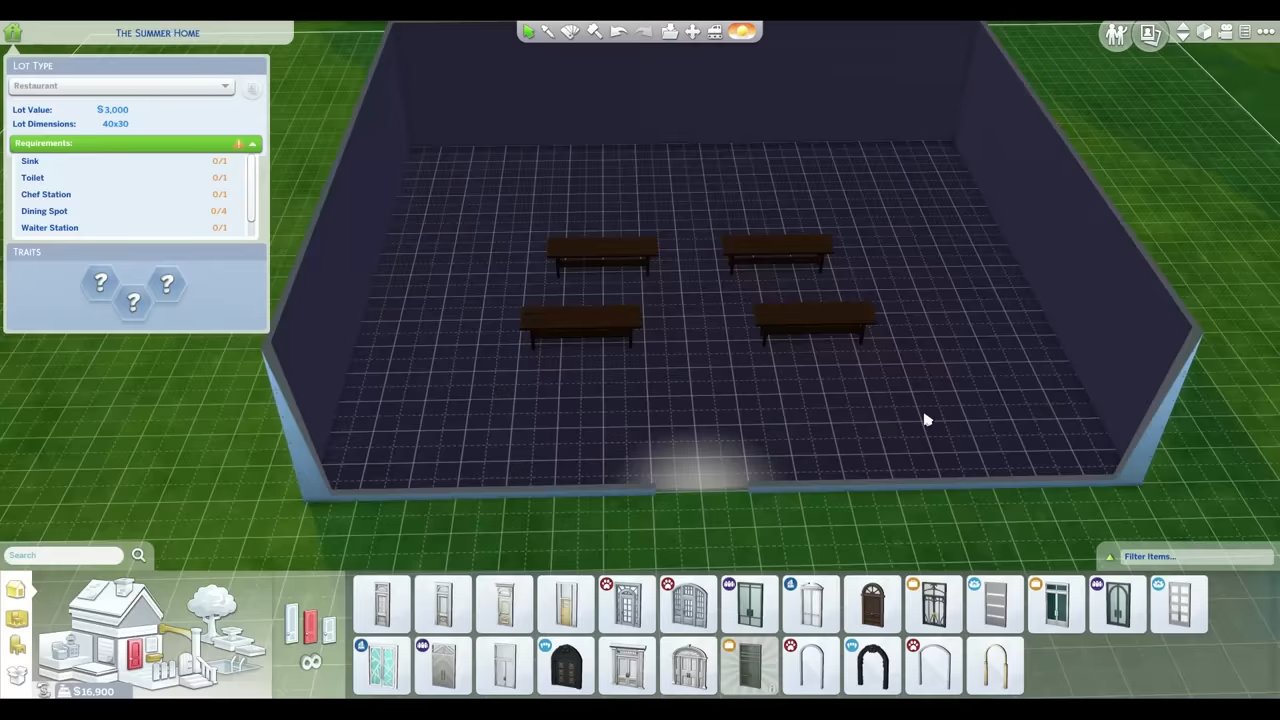 THE SUMMER HOME
LOT TYPE
Restaurant
Lot Value: §3,000
Lot Dimensions: 40x30
Requirements:
Sink 0/1
Toilet 0/1
Chef Station 0/1
Dining Spot 0/4
Waiter Station 0/1
TRAITS
? ? ?
Search
Filter Items...
§16,900